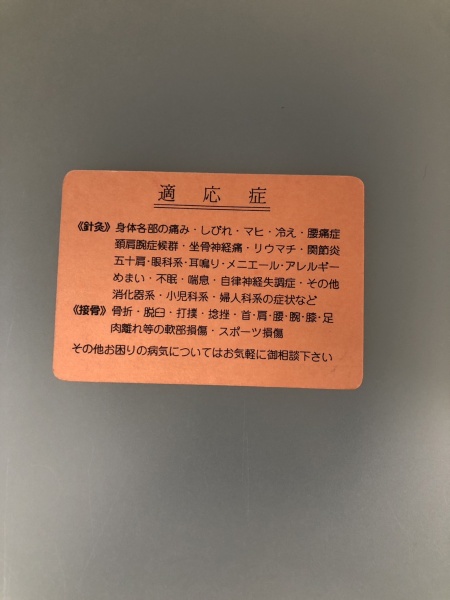 適応症
《針灸》身体各部の痛み・しびれ・マヒ・冷え・腰痛症
頚肩腕症候群・坐骨神経痛・リウマチ・関節炎
五十肩・眼科系・耳鳴り・メニエール・アレルギー
めまい・不眠・喘息・自律神経失調症・その他
消化器系・小児科系・婦人科系の症状など
《接骨》骨折・脱臼・打撲・捻挫・首・肩・腰・腕・膝・足
肉離れ等の軟部損傷・スポーツ損傷
その他お困りの病気についてはお気軽に御相談下さい